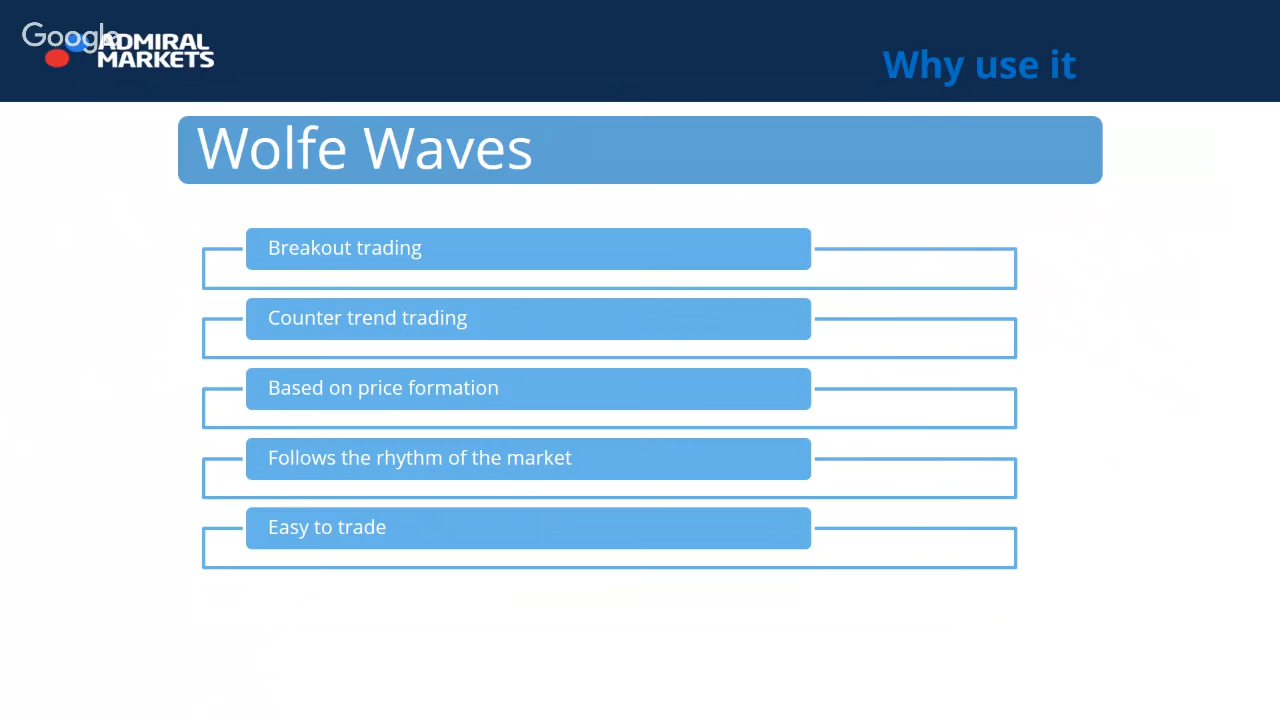 Google
ADMIRAL
MARKETS
Why use it
Wolfe Waves
Breakout trading
Counter trend trading
Based on price formation
Follows the rhythm of the market
Easy to trade